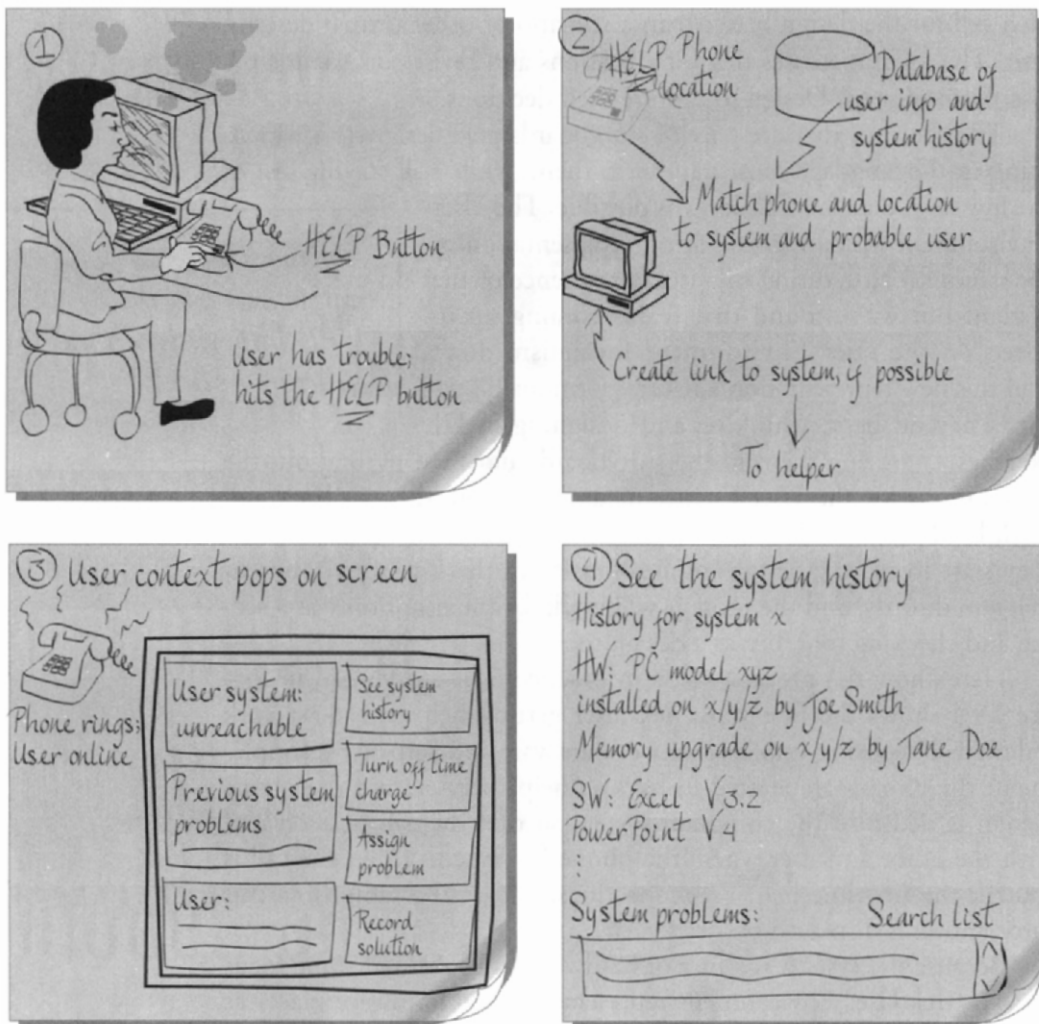 1
HELP Button
User has trouble;
hits the HELP button
2
HELP Phone
location
Database of
user info and
system history
Match phone and location
to system and probable user
Create link to system, if possible
To helper
3 User context pops on screen
Phone rings;
User online
User system:
unreachable
Previous system
problems
User:
See system
history
Turn off time
charge
Assign
problem
Record
solution
4 See the system history
History for system x
HW: PC model xyz
installed on x/y/z by Joe Smith
Memory upgrade on x/y/z by Jane Doe
SW: Excel V3.2
PowerPoint V4
:
System problems: Search list